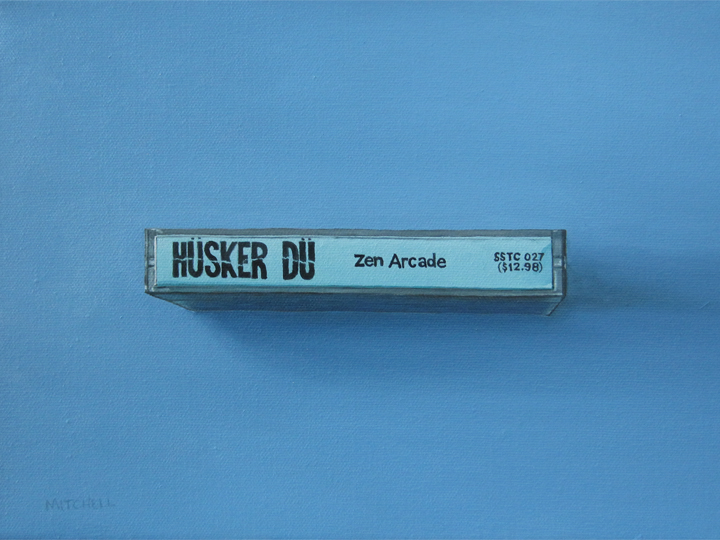 HÜSKER DÜ
Zen Arcade
SSTC 027
($12.98)
MITCHELL